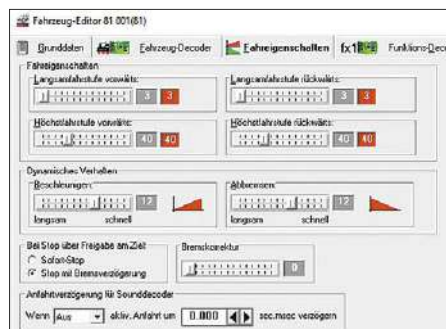 Fahrzeug-Editor 81 001(81)
Grunddaten Fahrzeug-Decoder Fahreigenschaften fx1 Funktions-Deco
Fahreigenschaften
Langsamfahrstufe vorwärts: Langsamfahrstufe rückwärts:
3 3 3 3
Höchstfahrstufe vorwärts: Höchstfahrstufe rückwärts:
40 40 40 40
Dynamisches Verhalten
Beschleunigen: Abbremsen:
12 12
langsam schnell langsam schnell
Bei Stop über Freigabe am Ziel Bremskorrektur
Sofort-Stop
Stop mit Bremsverzögerung 0
Anfahrtverzögerung für Sounddecoder
Wenn Aus aktiv, Anfahrt um 0.000 sec.msec verzögern